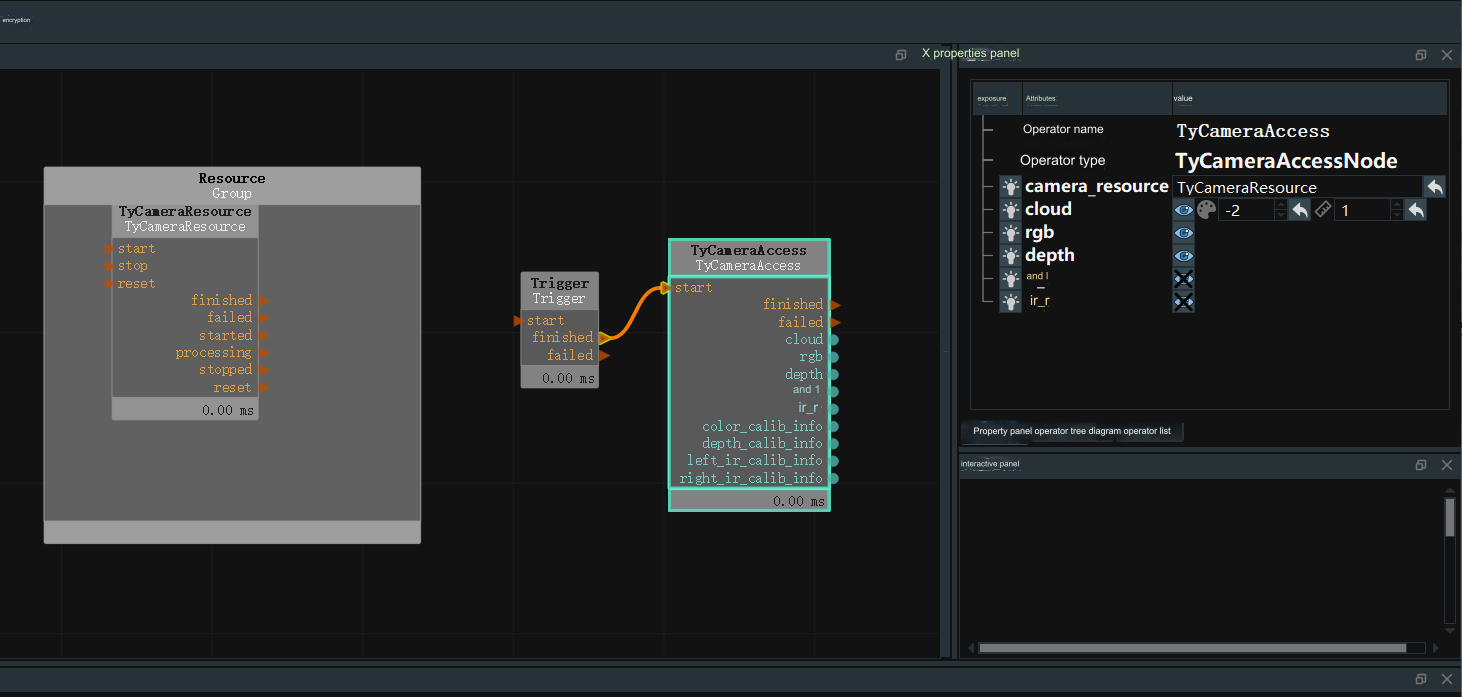 encryption
X properties panel
exposure Attributes value
Operator name TyCameraAccess
Operator type TyCameraAccessNode
camera_resource TyCameraResource
cloud -2 1
rgb
depth
and l
ir_r
Property panel operator tree diagram operator list
interactive panel
Resource
Group
TyCameraResource
TyCameraResource
start
stop
reset
finished
failed
started
processing
stopped
reset
0.00 ms
Trigger
Trigger
start
finished
failed
0.00 ms
TyCameraAccess
TyCameraAccess
start
finished
failed
cloud
rgb
depth
and 1
ir_r
color_calib_info
depth_calib_info
left_ir_calib_info
right_ir_calib_info
0.00 ms